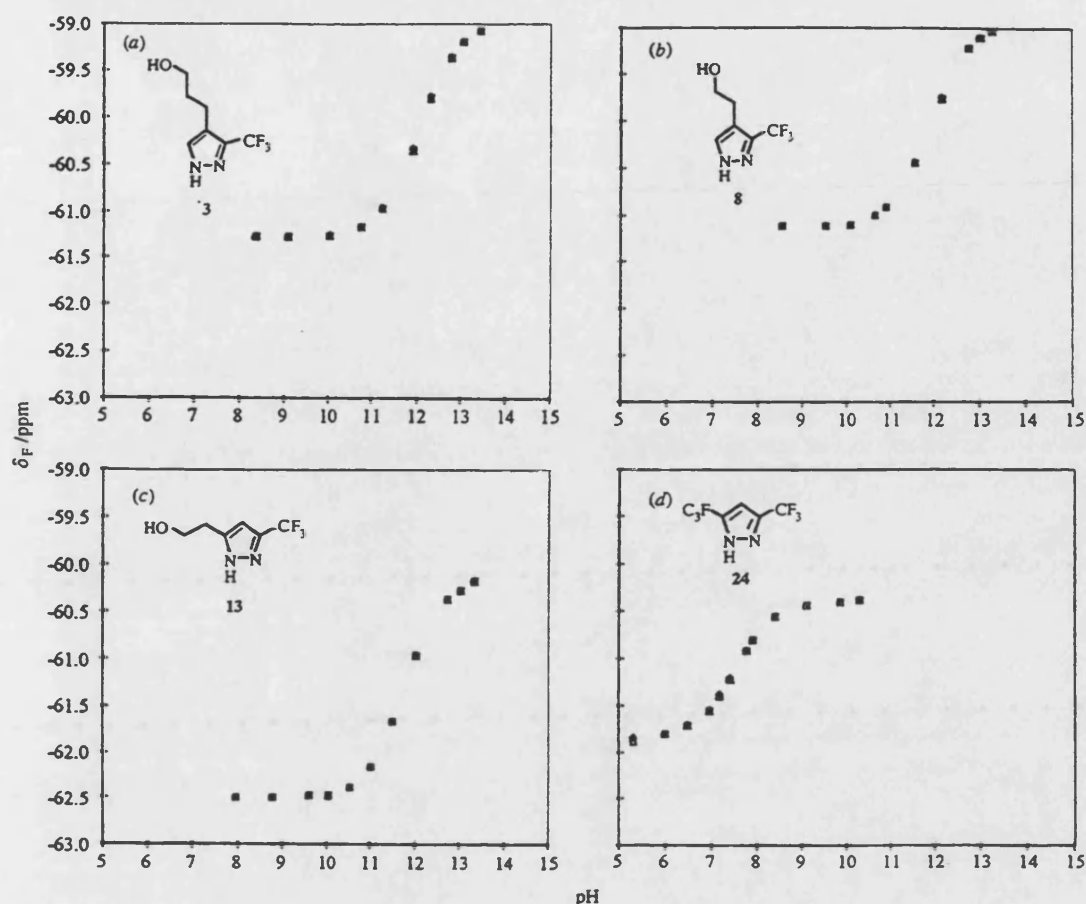 (a)
(b)
-59.0
-59.5
-60.0
-60.5
-61.0
-61.5
-62.0
-62.5
-63.0
HO
CF3
N
N
H
3
HO
CF3
N
N
H
8
5 6 7 8 9 10 11 12 13 14 15
5 6 7 8 9 10 11 12 13 14 15
δF /ppm
(c)
(d)
-59.0
-59.5
-60.0
-60.5
-61.0
-61.5
-62.0
-62.5
-63.0
HO
CF3
N
N
H
13
C3F
CF3
N
N
H
24
5 6 7 8 9 10 11 12 13 14 15
5 6 7 8 9 10 11 12 13 14 15
pH